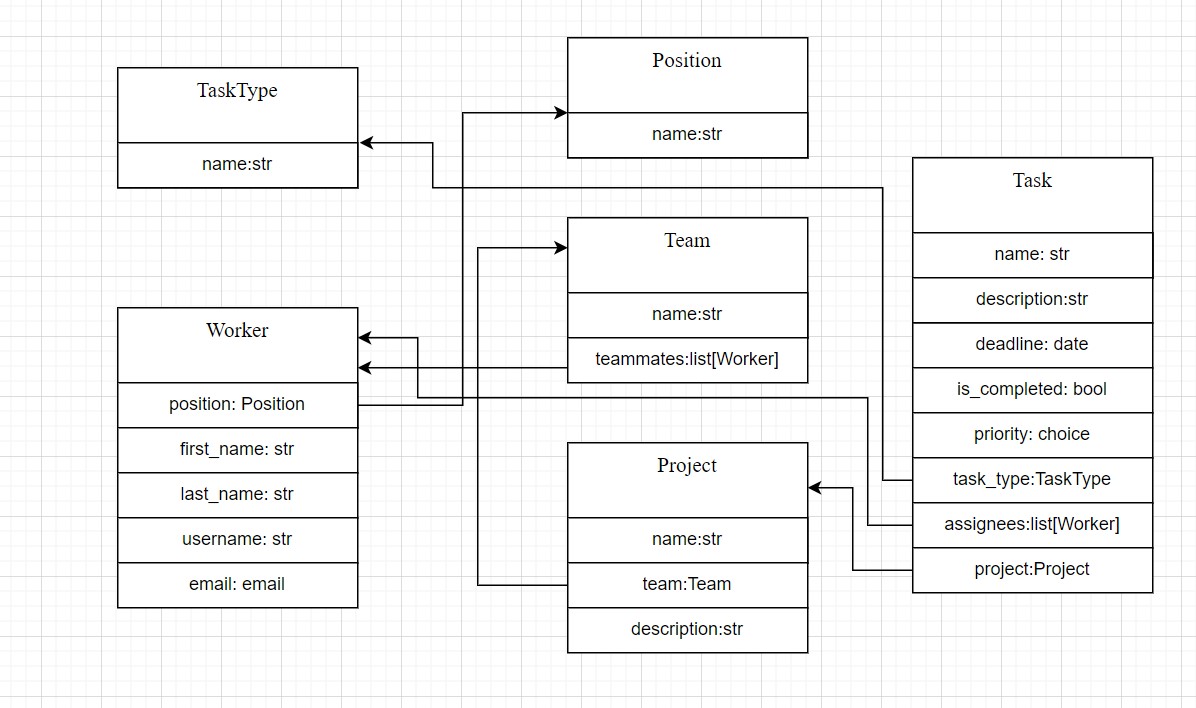 TaskType
name:str
Position
name:str
Team
name:str
teammates:list[Worker]
Worker
position: Position
first_name: str
last_name: str
username: str
email: email
Project
name:str
team:Team
description:str
Task
name: str
description:str
deadline: date
is_completed: bool
priority: choice
task_type:TaskType
assignees:list[Worker]
project:Project